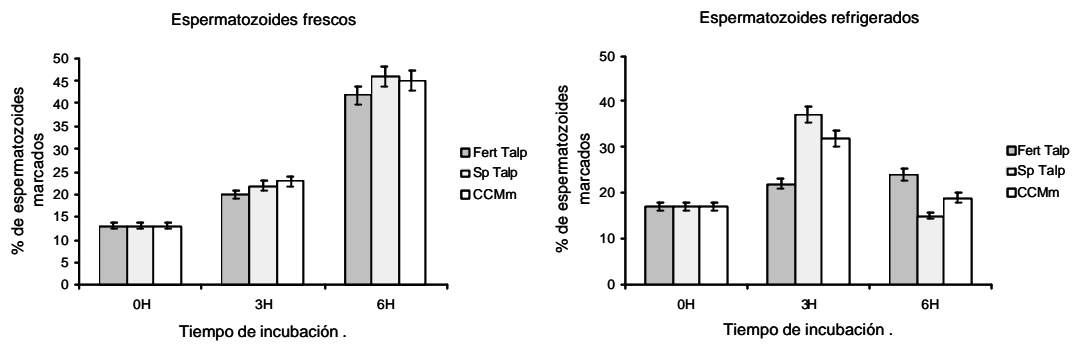 Espermatozoides frescos
% de espermatozoides
marcados
50
45
40
35
30
25
20
15
10
5
0
0H 3H 6H
Tiempo de incubación .
Fert Talp
Sp Talp
CCMm
Espermatozoides refrigerados
% de espermatozoides
marcados
50
40
30
20
10
0
0H 3H 6H
Tiempo de incubación .
Fert Talp
Sp Talp
CCMm